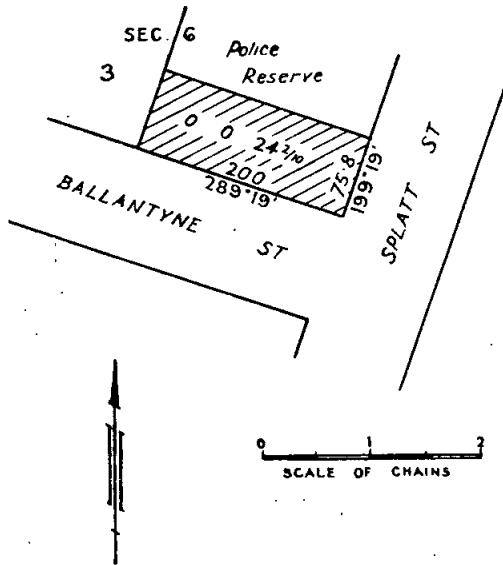 SEC. 6
Police
Reserve
3
0 0 24 2/10
200
289°19'
75·8
199°19'
BALLANTYNE ST
SPLATT ST
0 1 2
SCALE OF CHAINS